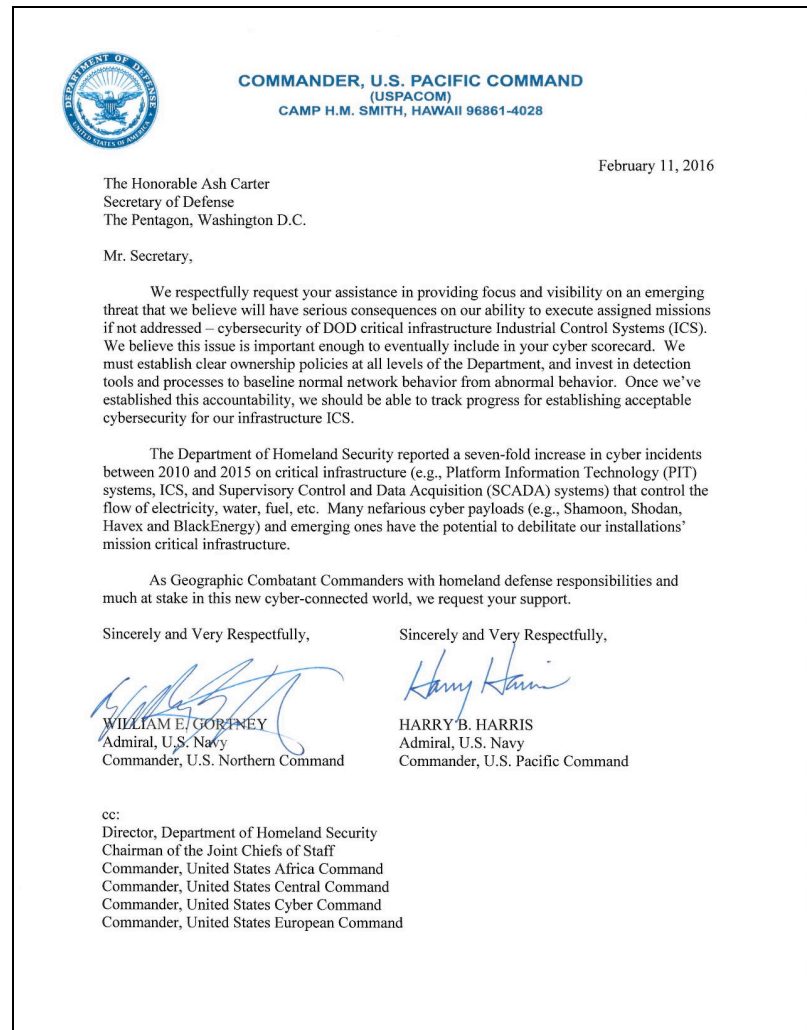 DEPARTMENT OF DEFENSE
UNITED STATES OF AMERICA
COMMANDER, U.S. PACIFIC COMMAND
(USPACOM)
CAMP H.M. SMITH, HAWAII 96861-4028
February 11, 2016
The Honorable Ash Carter
Secretary of Defense
The Pentagon, Washington D.C.
Mr. Secretary,
We respectfully request your assistance in providing focus and visibility on an emerging
threat that we believe will have serious consequences on our ability to execute assigned missions
if not addressed – cybersecurity of DOD critical infrastructure Industrial Control Systems (ICS).
We believe this issue is important enough to eventually include in your cyber scorecard. We
must establish clear ownership policies at all levels of the Department, and invest in detection
tools and processes to baseline normal network behavior from abnormal behavior. Once we've
established this accountability, we should be able to track progress for establishing acceptable
cybersecurity for our infrastructure ICS.
The Department of Homeland Security reported a seven-fold increase in cyber incidents
between 2010 and 2015 on critical infrastructure (e.g., Platform Information Technology (PIT)
systems, ICS, and Supervisory Control and Data Acquisition (SCADA) systems) that control the
flow of electricity, water, fuel, etc. Many nefarious cyber payloads (e.g., Shamoon, Shodan,
Havex and BlackEnergy) and emerging ones have the potential to debilitate our installations'
mission critical infrastructure.
As Geographic Combatant Commanders with homeland defense responsibilities and
much at stake in this new cyber-connected world, we request your support.
Sincerely and Very Respectfully,
Sincerely and Very Respectfully,
Harry Harris
WILLIAM E. GORTNEY
Admiral, U.S. Navy
Commander, U.S. Northern Command
HARRY B. HARRIS
Admiral, U.S. Navy
Commander, U.S. Pacific Command
cc:
Director, Department of Homeland Security
Chairman of the Joint Chiefs of Staff
Commander, United States Africa Command
Commander, United States Central Command
Commander, United States Cyber Command
Commander, United States European Command